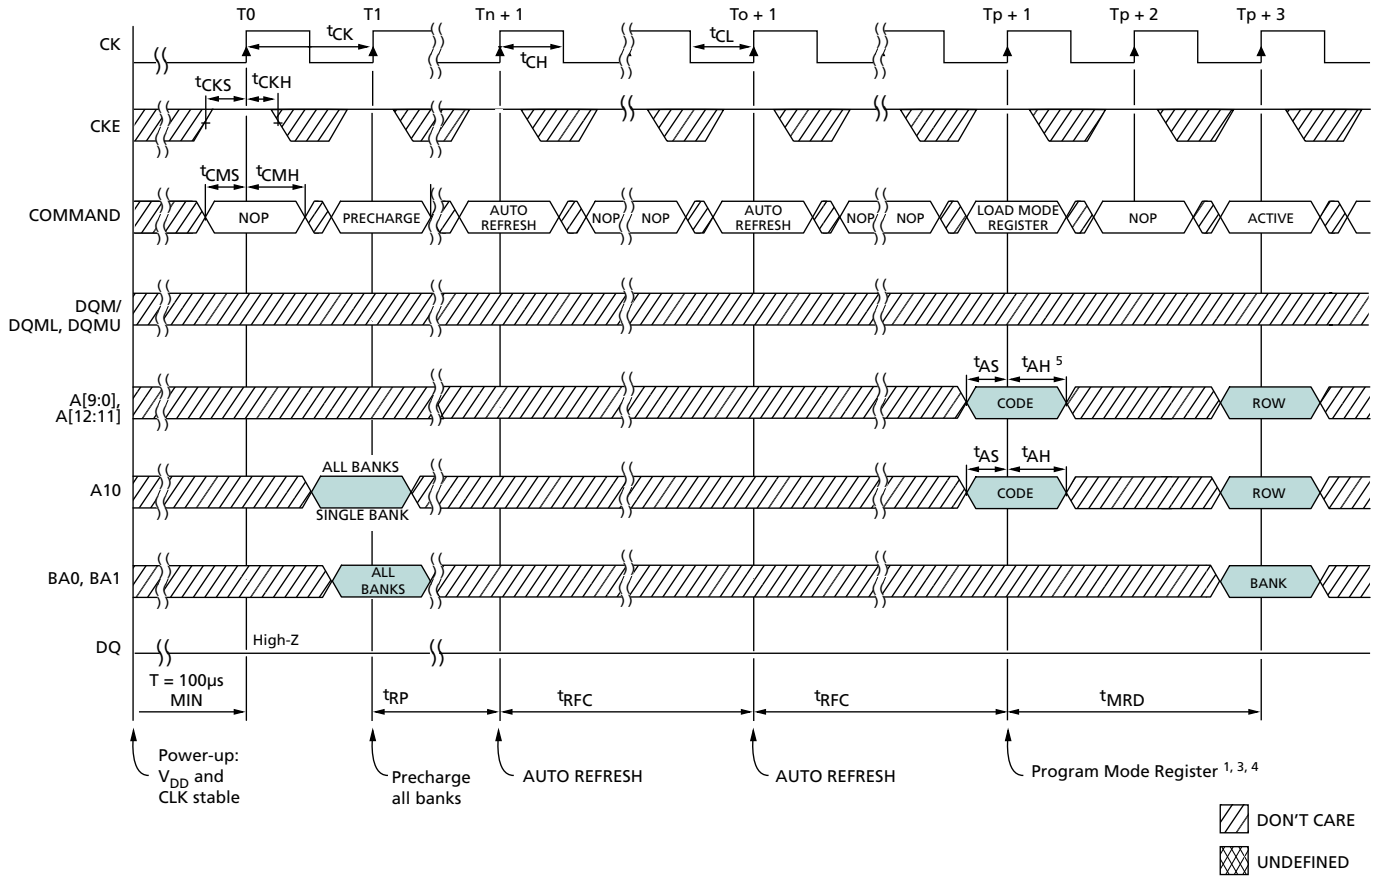 T0 T1 Tn + 1 To + 1 Tp + 1 Tp + 2 Tp + 3
CK
tCK
tCH
tCL
tCKS tCKH
CKE
tCMS tCMH
COMMAND
NOP PRECHARGE AUTO REFRESH NOP NOP AUTO REFRESH NOP NOP LOAD MODE REGISTER NOP ACTIVE
DQM/
DQML, DQMU
tAS tAH 5
A[9:0],
A[12:11]
CODE ROW
ALL BANKS
tAS tAH
A10
CODE ROW
SINGLE BANK
BA0, BA1
ALL
BANKS
BANK
DQ
High-Z
T = 100µs
MIN
tRP tRFC tRFC tMRD
Power-up:
VDD and
CLK stable
Precharge
all banks
AUTO REFRESH
AUTO REFRESH
Program Mode Register 1, 3, 4
DON'T CARE
UNDEFINED